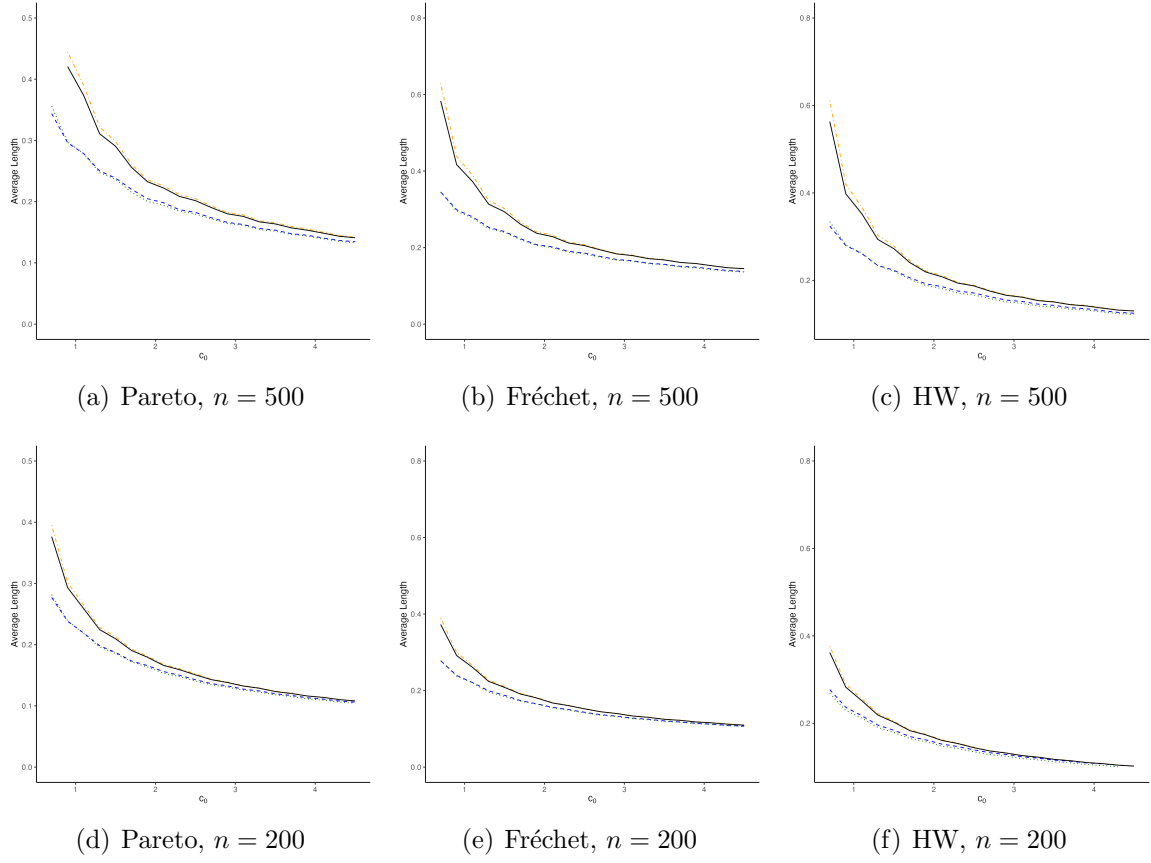 0.5
0.4
0.3
0.2
0.1
0.0
Average Length
1 2 3 4
c₀
(a) Pareto, n = 500
0.8
0.6
0.4
0.2
0.0
Average Length
1 2 3 4
c₀
(b) Fréchet, n = 500
0.8
0.6
0.4
0.2
Average Length
1 2 3 4
c₀
(c) HW, n = 500
0.5
0.4
0.3
0.2
0.1
0.0
Average Length
1 2 3 4
c₀
(d) Pareto, n = 200
0.8
0.6
0.4
0.2
0.0
Average Length
1 2 3 4
c₀
(e) Fréchet, n = 200
0.8
0.6
0.4
0.2
Average Length
1 2 3 4
c₀
(f) HW, n = 200